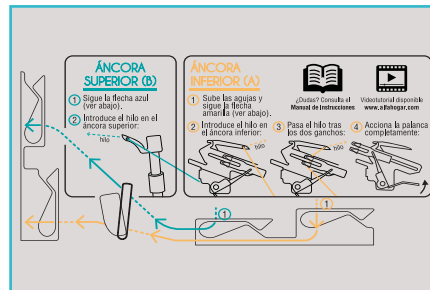 ÁNCORA
SUPERIOR (B)
1 Sigue la flecha azul
(ver abajo).
2 Introduce el hilo en el
áncora superior:
hilo
ÁNCORA
INFERIOR (A)
1 Sube las agujas y
sigue la flecha
amarilla (ver abajo).
2 Introduce el hilo en
el áncora inferior:
hilo
3 Pasa el hilo tras
los dos ganchos:
hilo
4 Acciona la palanca
completamente:
¿Dudas? Consulta el
Manual de Instrucciones
Videotutorial disponible
www.alfahogar.com
1
1